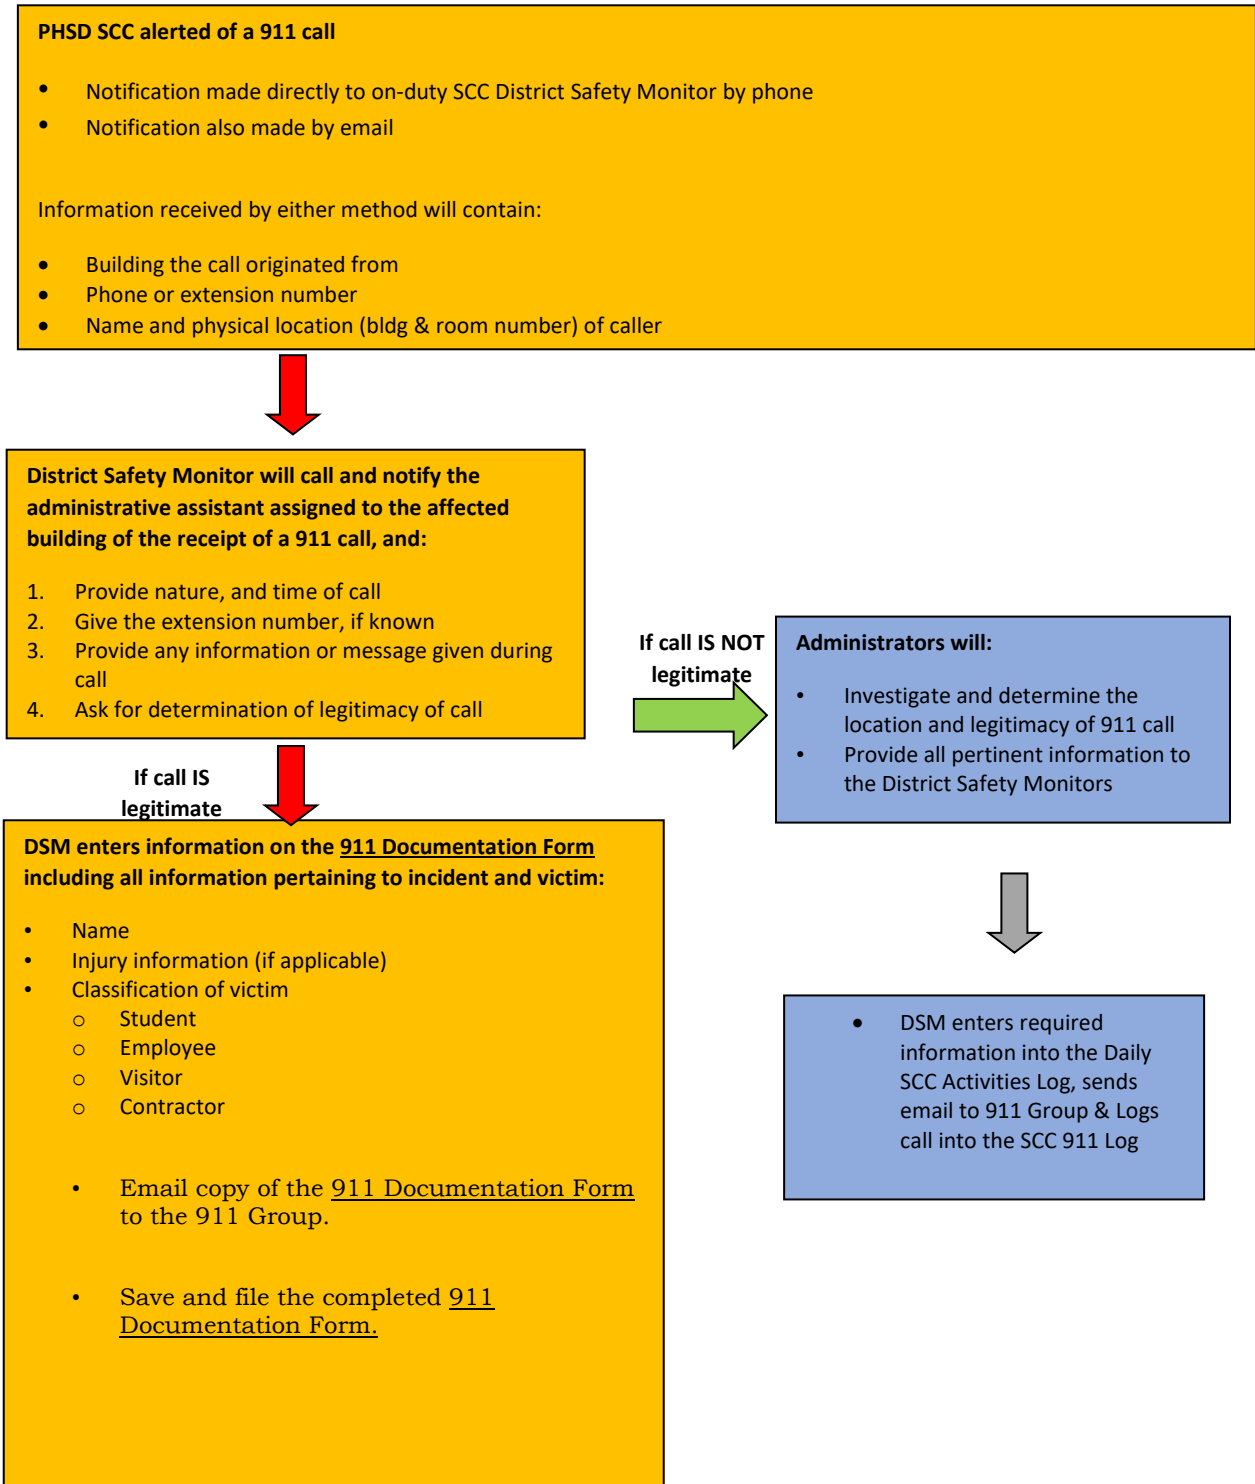 PHSD SCC alerted of a 911 call
• Notification made directly to on-duty SCC District Safety Monitor by phone
• Notification also made by email
Information received by either method will contain:
• Building the call originated from
• Phone or extension number
• Name and physical location (bldg & room number) of caller
District Safety Monitor will call and notify the
administrative assistant assigned to the affected
building of the receipt of a 911 call, and:
1. Provide nature, and time of call
2. Give the extension number, if known
3. Provide any information or message given during
call
4. Ask for determination of legitimacy of call
If call IS NOT
legitimate
Administrators will:
• Investigate and determine the
location and legitimacy of 911 call
• Provide all pertinent information to
the District Safety Monitors
If call IS
legitimate
DSM enters information on the 911 Documentation Form
including all information pertaining to incident and victim:
• Name
• Injury information (if applicable)
• Classification of victim
o Student
o Employee
o Visitor
o Contractor
• Email copy of the 911 Documentation Form
to the 911 Group.
• Save and file the completed 911
Documentation Form.
• DSM enters required
information into the Daily
SCC Activities Log, sends
email to 911 Group & Logs
call into the SCC 911 Log